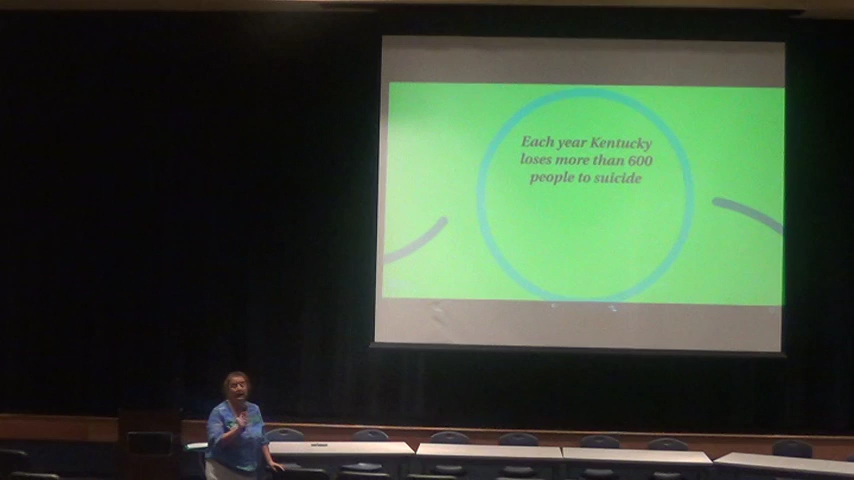 Each year Kentucky
loses more than 600
people to suicide